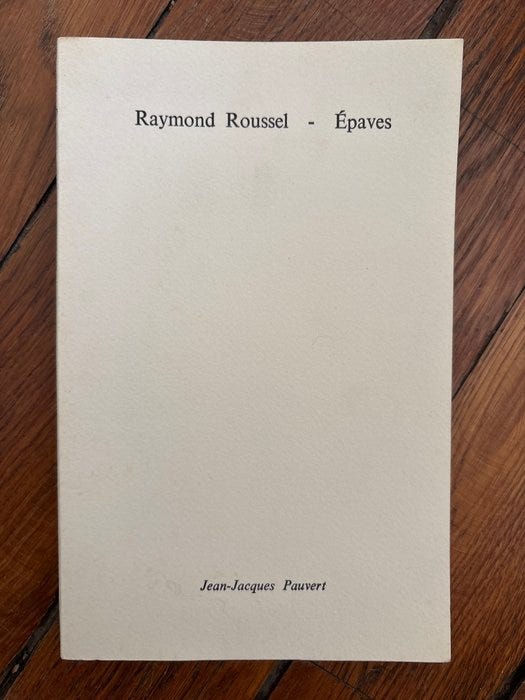 Raymond Roussel - Épaves
Jean-Jacques Pauvert